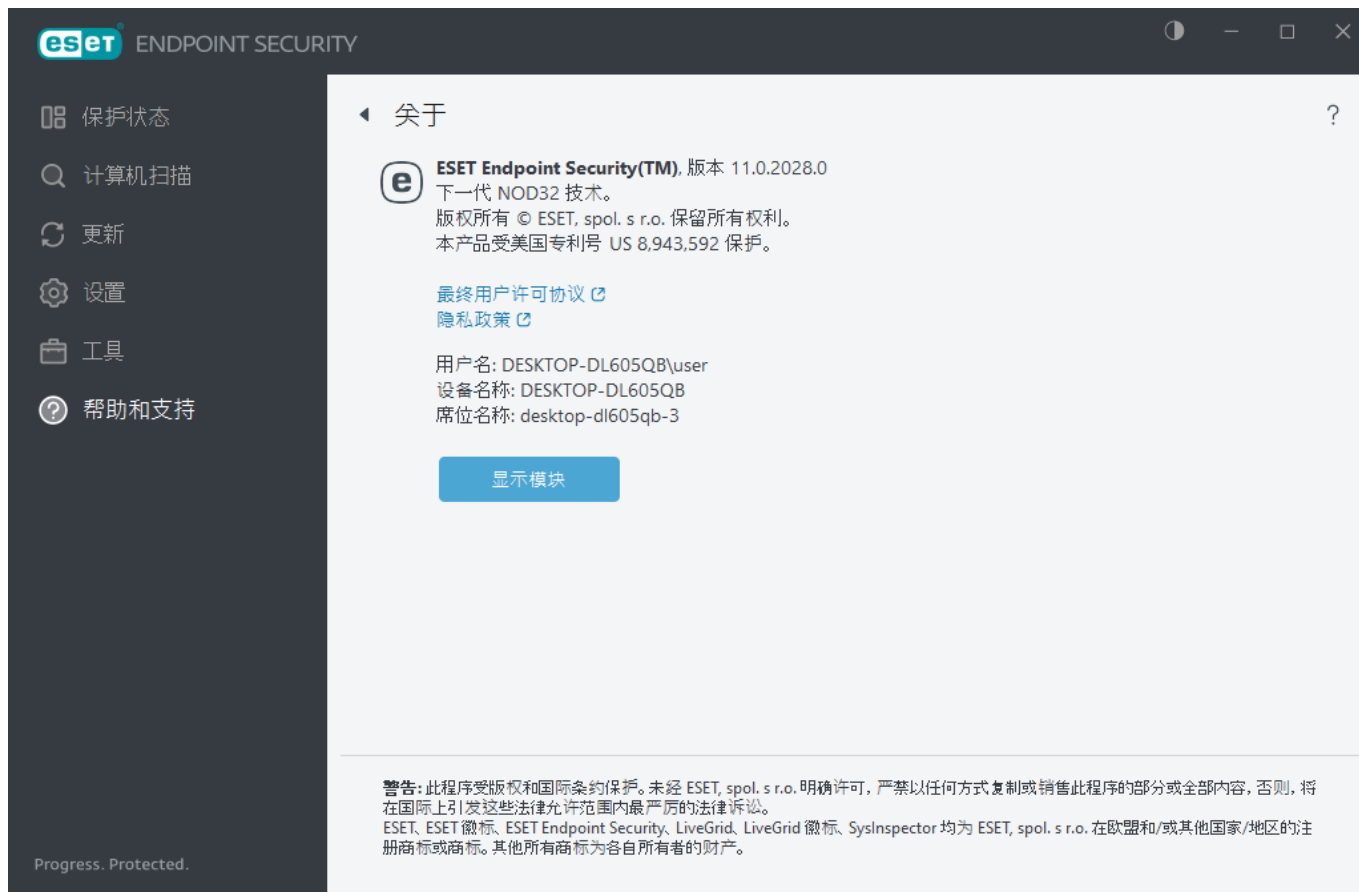 eset ENDPOINT SECURITY
保护状态
计算机扫描
更新
设置
工具
帮助和支持
Progress. Protected.
关于
?
ESET Endpoint Security(TM), 版本 11.0.2028.0
下一代 NOD32 技术。
版权所有 © ESET, spol. s r.o. 保留所有权利。
本产品受美国专利号 US 8,943,592 保护。
最终用户许可协议
隐私政策
用户名: DESKTOP-DL605QB\user
设备名称: DESKTOP-DL605QB
席位名称: desktop-dl605qb-3
显示模块
警告: 此程序受版权和国际条约保护。未经 ESET, spol. s r.o. 明确许可，严禁以任何方式复制或销售此程序的部分或全部内容，否则，将
在国际上引发这些法律允许范围内最严厉的法律诉讼。
ESET、ESET 徽标、ESET Endpoint Security、LiveGrid、LiveGrid 徽标、SysInspector 均为 ESET, spol. s r.o. 在欧盟和/或其他国家/地区的注
册商标或商标。其他所有商标为各自所有者的财产。